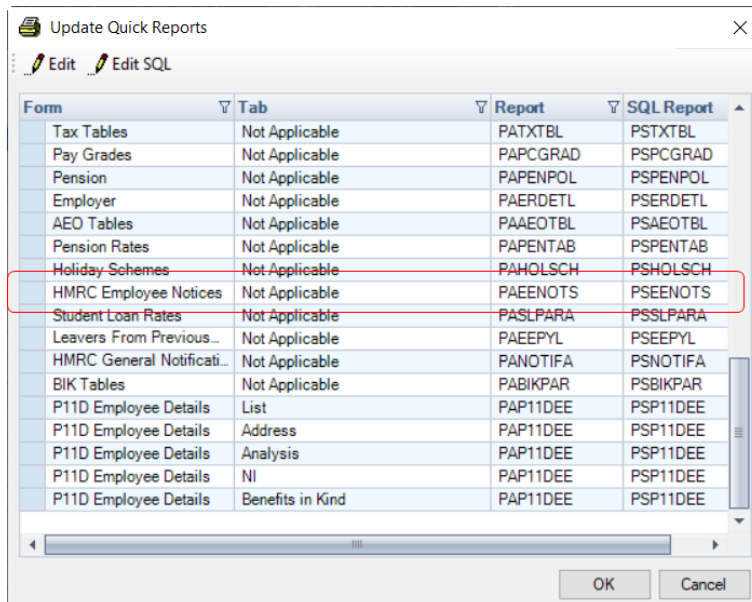 Update Quick Reports
Edit Edit SQL
Form Tab Report SQL Report
Tax Tables Not Applicable PATXTBL PSTXTBL
Pay Grades Not Applicable PAPCGRAD PSPCGRAD
Pension Not Applicable PAPENPOL PSPENPOL
Employer Not Applicable PAERDETL PSERDETL
AEO Tables Not Applicable PAAEOTBL PSAEOTBL
Pension Rates Not Applicable PAPENTAB PSPENTAB
Holiday Schemes Not Applicable PAHOLSCH PSHOLSCH
HMRC Employee Notices Not Applicable PAEENOTS PSEENOTS
Student Loan Rates Not Applicable PASLPARA PSSLPARA
Leavers From Previous... Not Applicable PAEEPYL PSEEPYL
HMRC General Notificati... Not Applicable PANOTIFA PSNOTIFA
BIK Tables Not Applicable PABIKPAR PSBIKPAR
P11D Employee Details List PAP11DEE PSP11DEE
P11D Employee Details Address PAP11DEE PSP11DEE
P11D Employee Details Analysis PAP11DEE PSP11DEE
P11D Employee Details NI PAP11DEE PSP11DEE
P11D Employee Details Benefits in Kind PAP11DEE PSP11DEE
OK Cancel